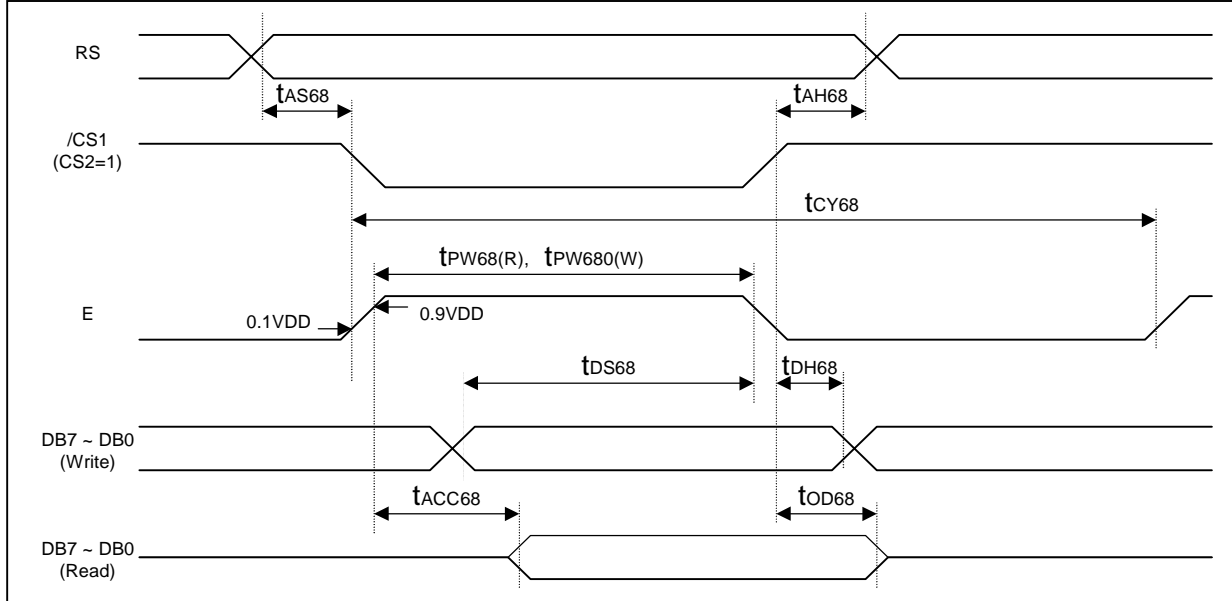 RS
tAS68
tAH68
/CS1
(CS2=1)
tCY68
tPW68(R), tPW680(W)
E
0.1VDD
0.9VDD
tDS68
tDH68
DB7 ~ DB0
(Write)
tACC68
tOD68
DB7 ~ DB0
(Read)